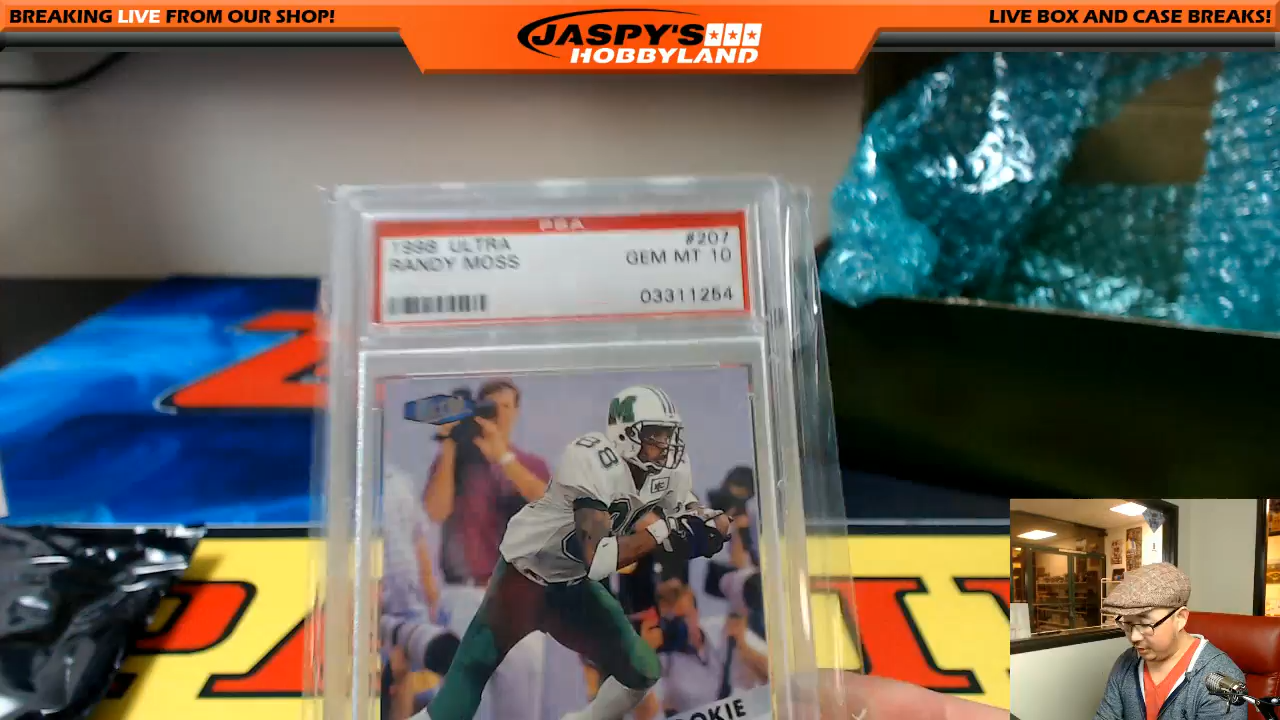 BREAKING LIVE FROM OUR SHOP!
JASPY'S
HOBBYLAND
LIVE BOX AND CASE BREAKS!
PSA
1998 ULTRA #207
RANDY MOSS GEM MT 10
03311254
M
88